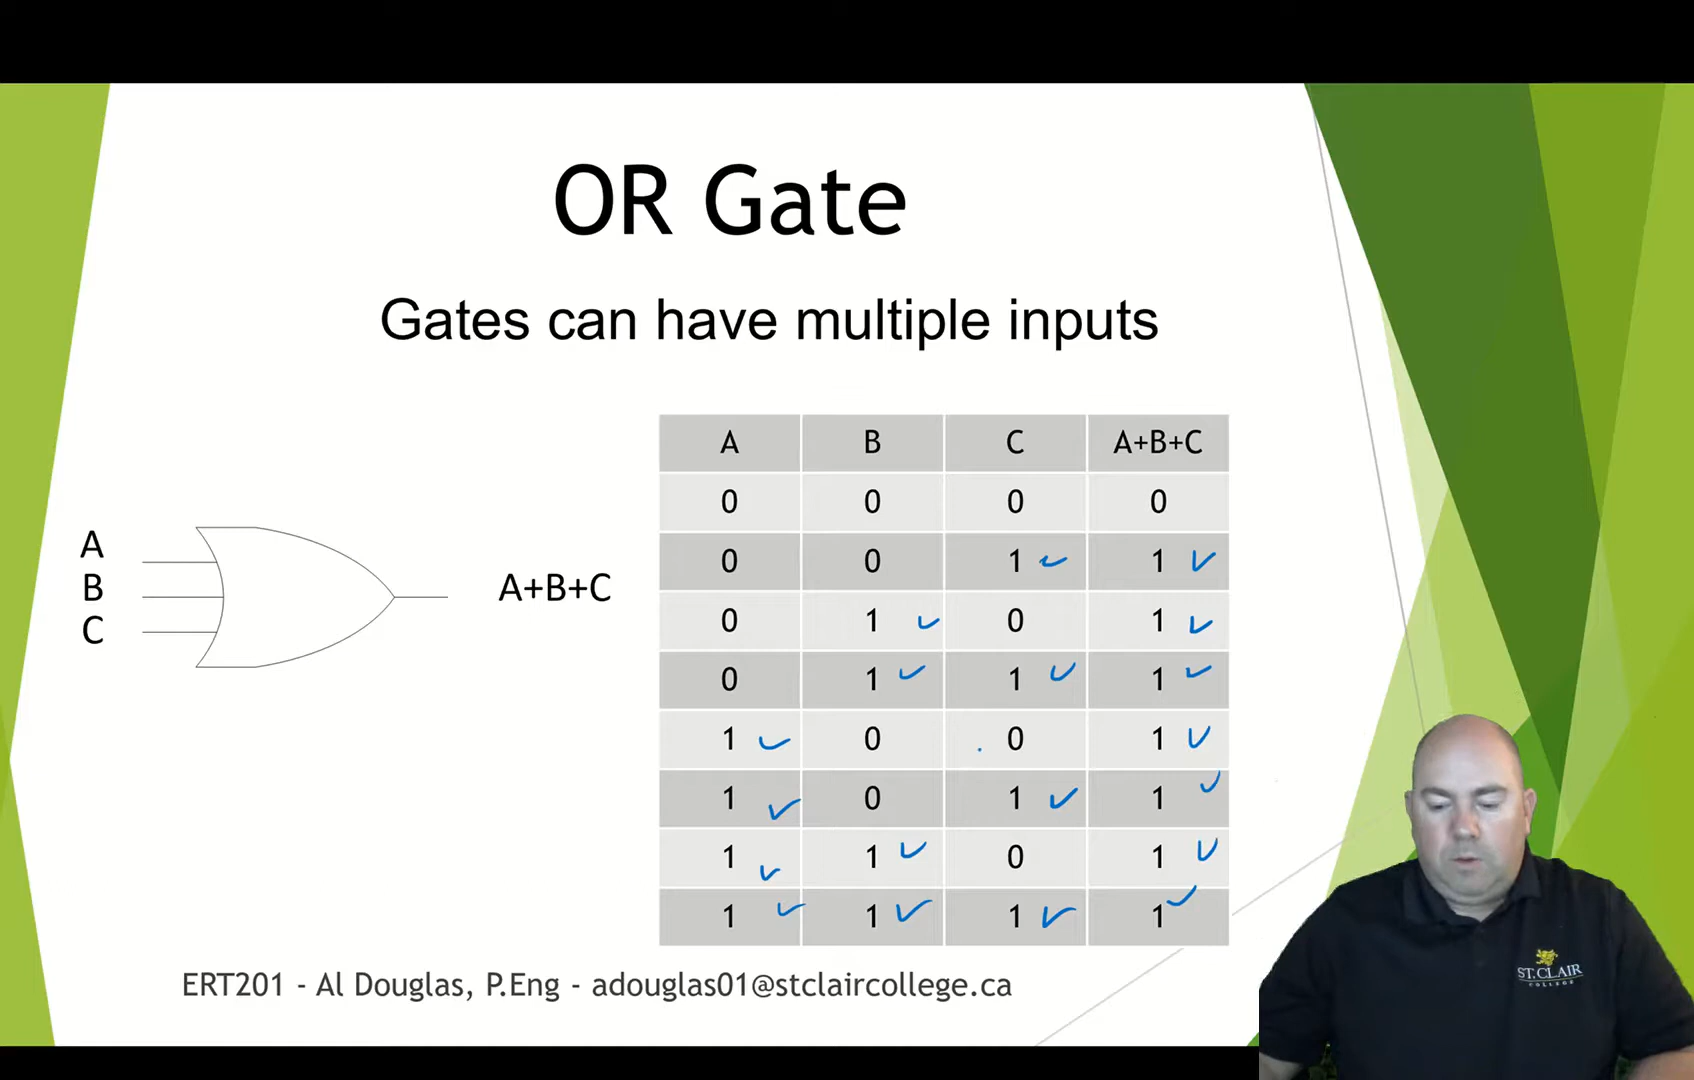 OR Gate
Gates can have multiple inputs
A
B
C
A+B+C
A B C A+B+C
0 0 0 0
0 0 1 1
0 1 0 1
0 1 1 1
1 0 0 1
1 0 1 1
1 1 0 1
1 1 1 1
ERT201 - Al Douglas, P.Eng - adouglas01@stclaircollege.ca
ST. CLAIR
COLLEGE